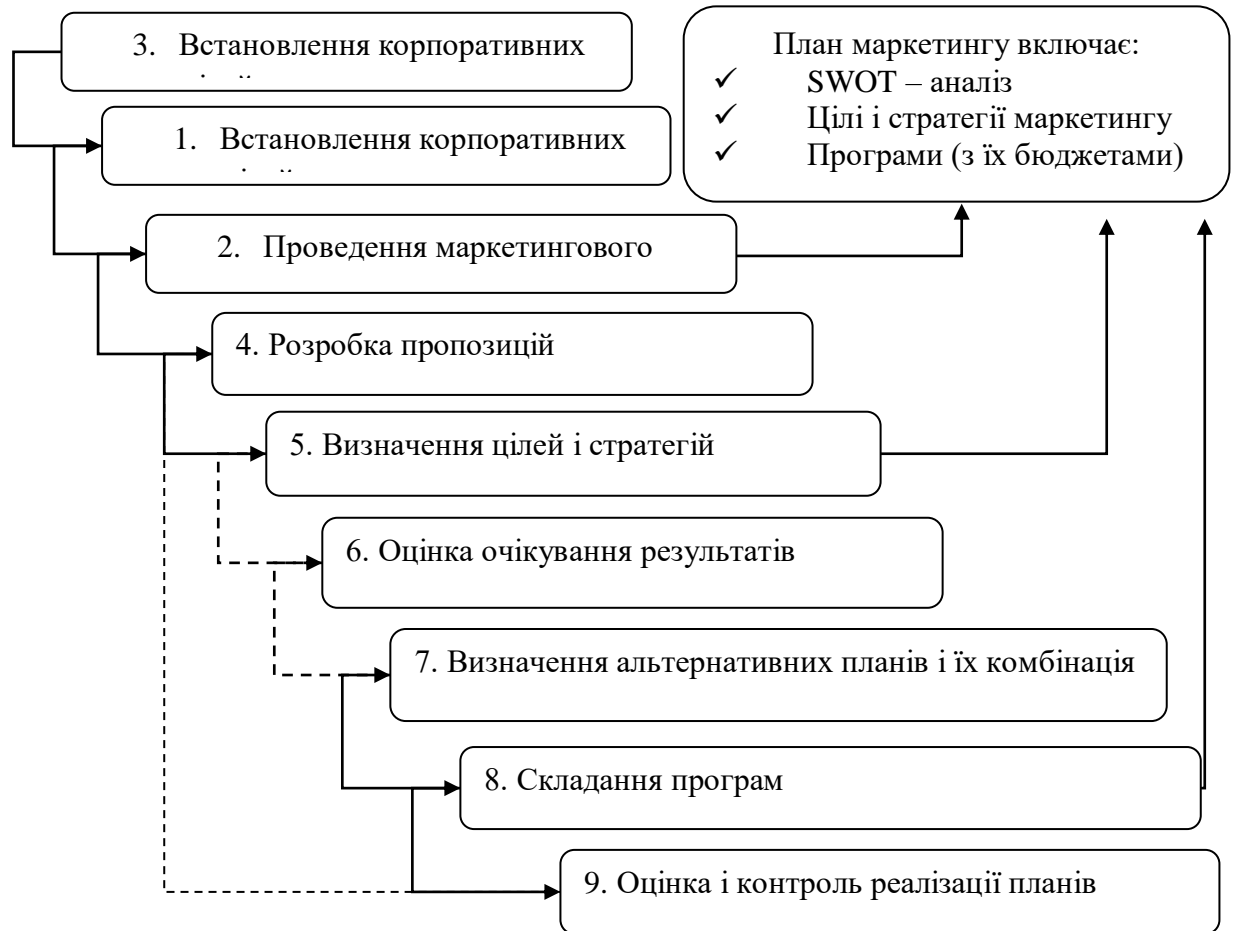 3. Встановлення корпоративних
План маркетингу включає:
✓ SWOT – аналіз
✓ Цілі і стратегії маркетингу
✓ Програми (з їх бюджетами)
1. Встановлення корпоративних
2. Проведення маркетингового
4. Розробка пропозицій
5. Визначення цілей і стратегій
6. Оцінка очікування результатів
7. Визначення альтернативних планів і їх комбінація
8. Складання програм
9. Оцінка і контроль реалізації планів